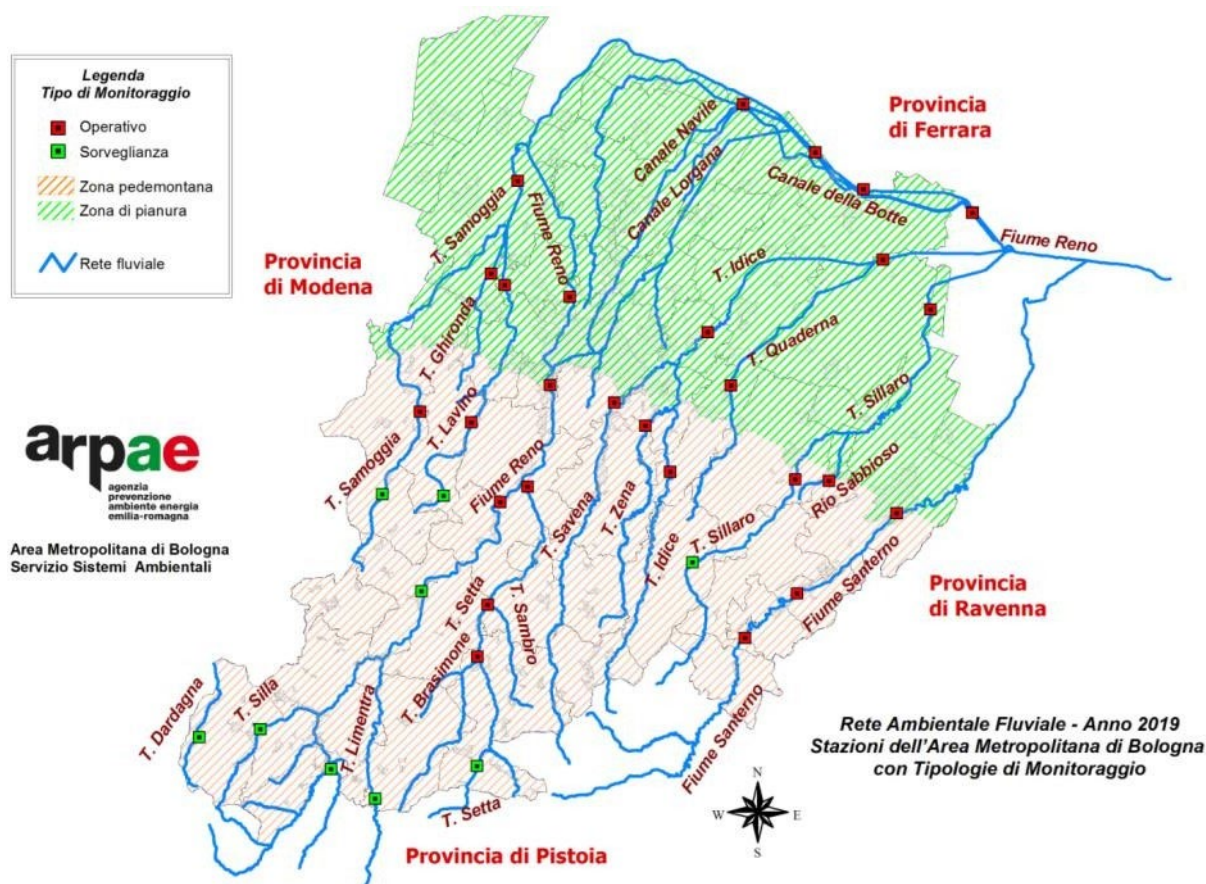 Legenda
Tipo di Monitoraggio
Operativo
Sorveglianza
Zona pedemontana
Zona di pianura
Rete fluviale
Provincia
di Ferrara
Canale Navile
Canale Lorgana
Canale della Botte
Fiume Reno
T. Samoggia
Fiume Reno
T. Idice
Provincia
di Modena
T. Ghironda
T. Quaderna
T. Lavino
T. Sillaro
arpae
agenzia
prevenzione
ambiente energia
emilia-romagna
Area Metropolitana di Bologna
Servizio Sistemi Ambientali
T. Samoggia
Fiume Reno
T. Savena
T. Zena
T. Idice
T. Sillaro
Rio Sabbioso
Fiume Santerno
Provincia
di Ravenna
T. Setta
T. Sambro
T. Brasimone
T. Dardagna
T. Silla
T. Limentra
Fiume Santerno
T. Setta
Rete Ambientale Fluviale - Anno 2019
Stazioni dell'Area Metropolitana di Bologna
con Tipologie di Monitoraggio
N
W E
S
Provincia di Pistoia